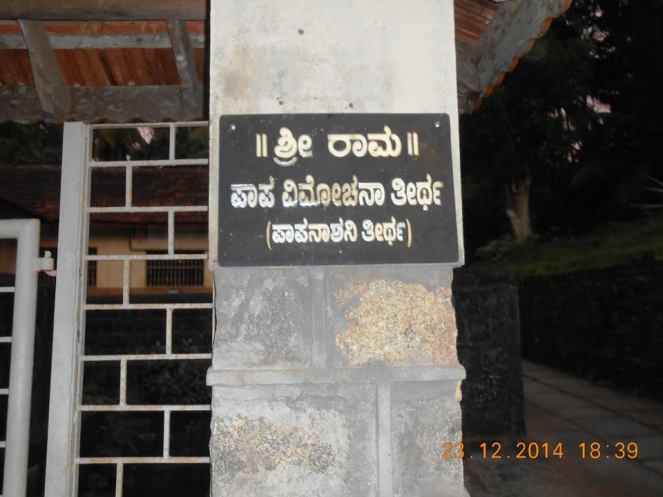 ॥ ಶ್ರೀ ರಾಮ ॥
ಪಾಪ ವಿಮೋಚನಾ ತೀರ್ಥ
(ಪಾಪನಾಶನಿ ತೀರ್ಥ)
23.12.2014 18:39